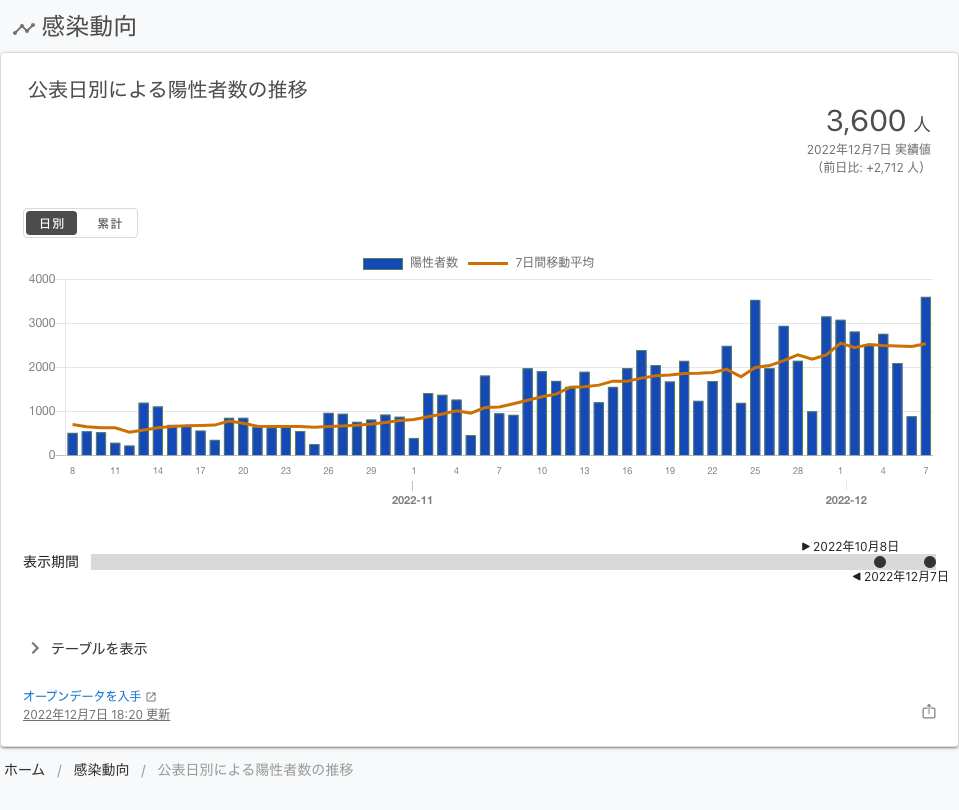 感染動向
公表日別による陽性者数の推移
3,600 人
2022年12月7日 実績値
（前日比: +2,712 人）
日別 累計
陽性者数 7日間移動平均
4000
3000
2000
1000
0
8 11 14 17 20 23 26 29 1 4 7 10 13 16 19 22 25 28 1 4 7
2022-11 2022-12
2022年10月8日
表示期間
2022年12月7日
テーブルを表示
オープンデータを入手
2022年12月7日 18:20 更新
ホーム / 感染動向 / 公表日別による陽性者数の推移